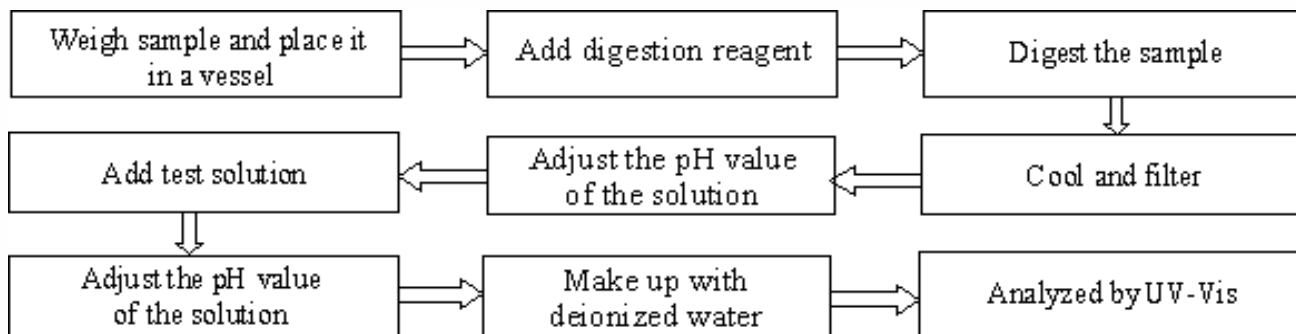 Weigh sample and place it
in a vessel
Add digestion reagent
Digest the sample
Cool and filter
Adjust the pH value
of the solution
Add test solution
Adjust the pH value
of the solution
Make up with
deionized water
Analyzed by UV-Vis